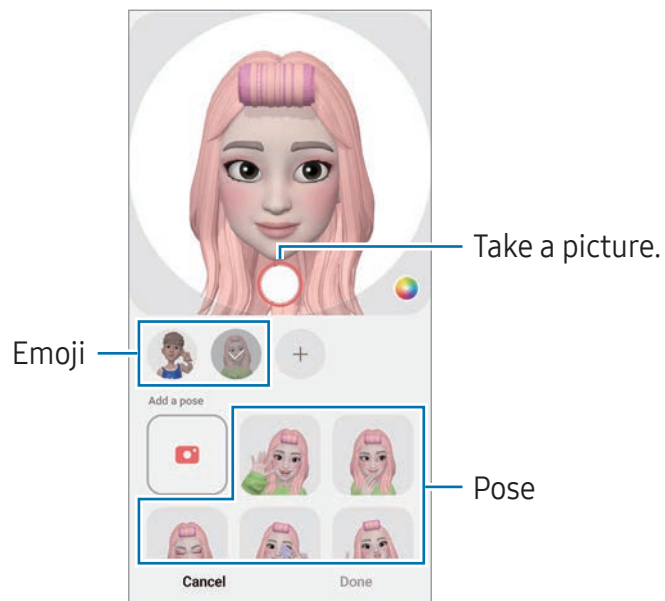 Take a picture.
Emoji
Add a pose
Pose
Cancel
Done